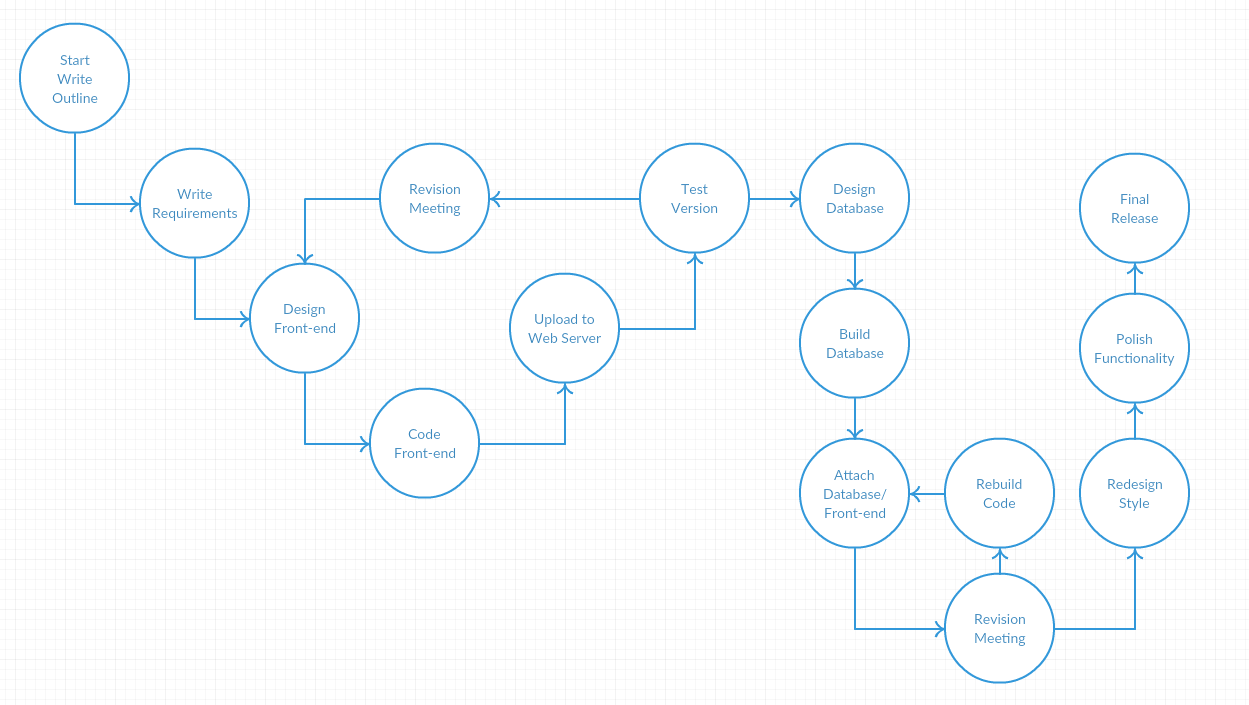 Start
Write
Outline
Write
Requirements
Design
Front-end
Code
Front-end
Upload to
Web Server
Test
Version
Revision
Meeting
Design
Database
Build
Database
Attach
Database/
Front-end
Revision
Meeting
Rebuild
Code
Redesign
Style
Polish
Functionality
Final
Release